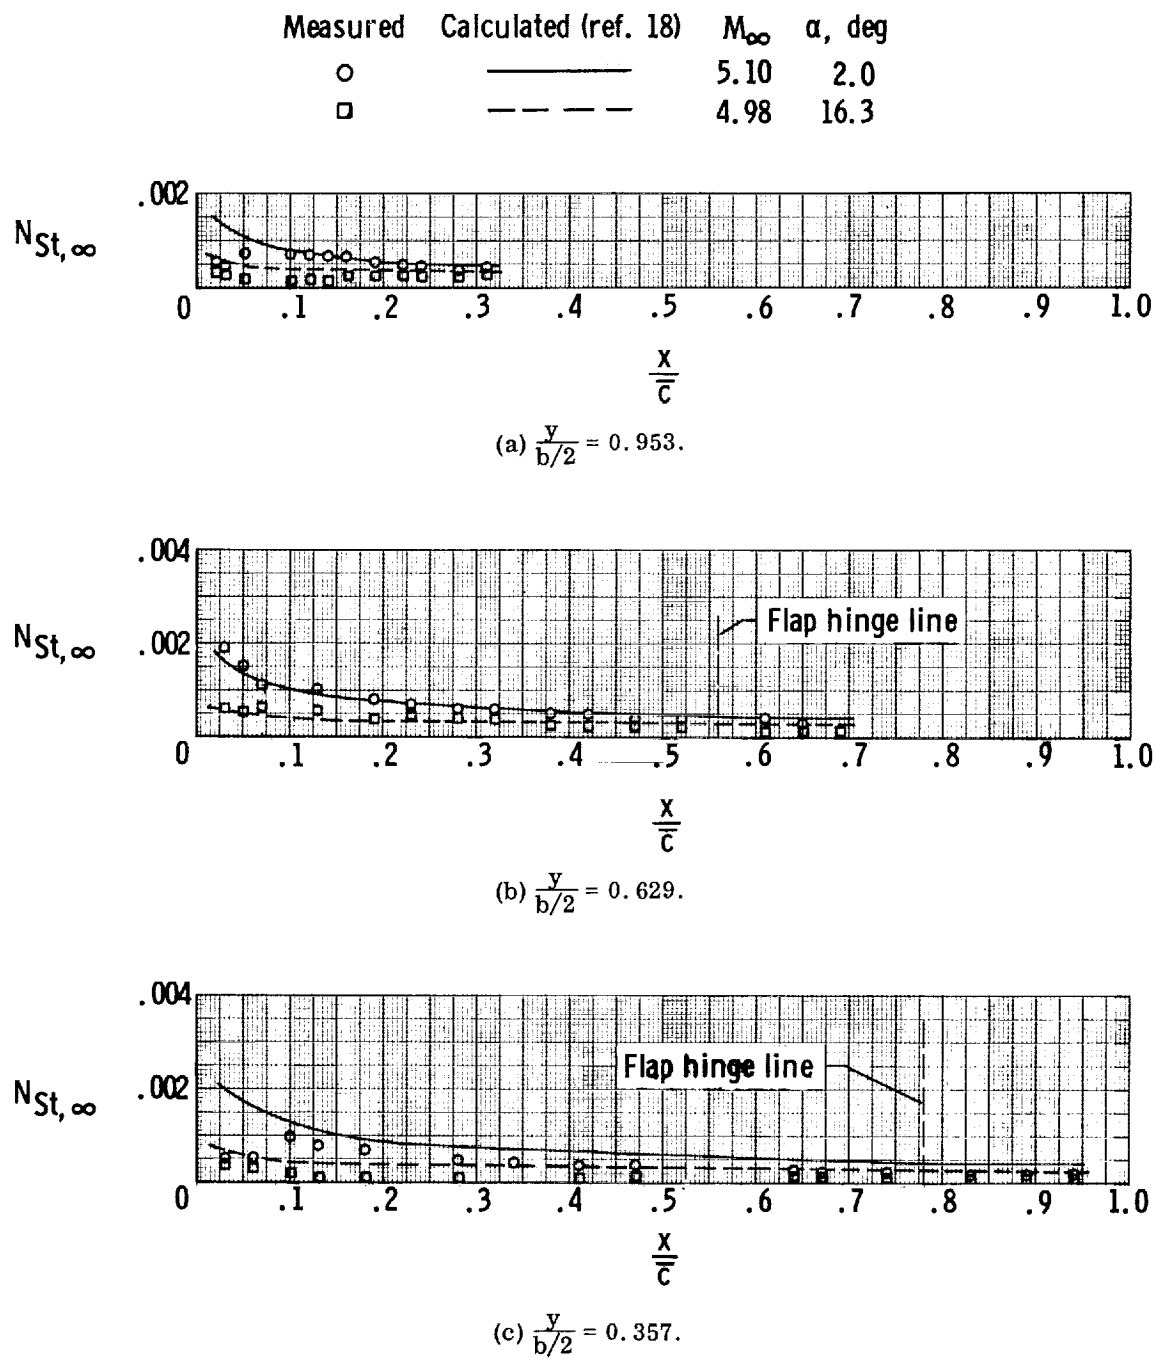 Measured Calculated (ref. 18) M∞ α, deg
5.10 2.0
4.98 16.3
.002
N_St,∞
0 .1 .2 .3 .4 .5 .6 .7 .8 .9 1.0
x/c̄
(a) y/(b/2) = 0.953.
.004
Flap hinge line
N_St,∞ .002
0 .1 .2 .3 .4 .5 .6 .7 .8 .9 1.0
x/c̄
(b) y/(b/2) = 0.629.
.004
Flap hinge line
N_St,∞ .002
0 .1 .2 .3 .4 .5 .6 .7 .8 .9 1.0
x/c̄
(c) y/(b/2) = 0.357.